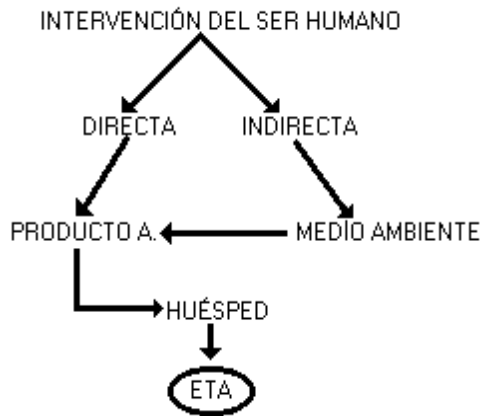 INTERVENCIÓN DEL SER HUMANO
DIRECTA INDIRECTA
PRODUCTO A. MEDIO AMBIENTE
HUÉSPED
ETA